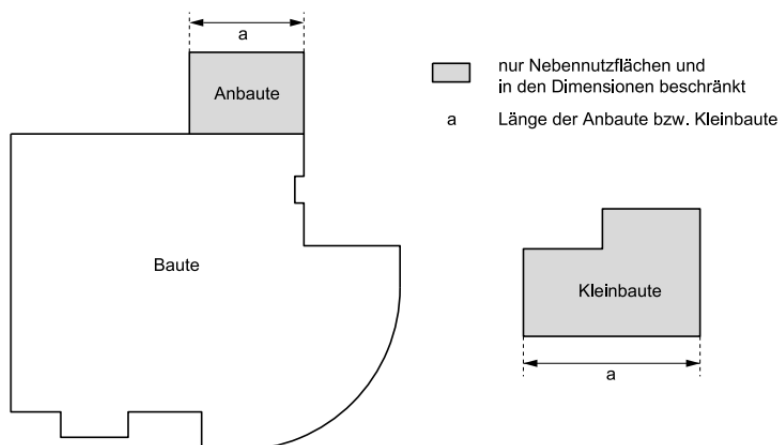 a
Anbaute
nur Nebennutzflächen und
in den Dimensionen beschränkt
a Länge der Anbaute bzw. Kleinbaute
Baute
Kleinbaute
a